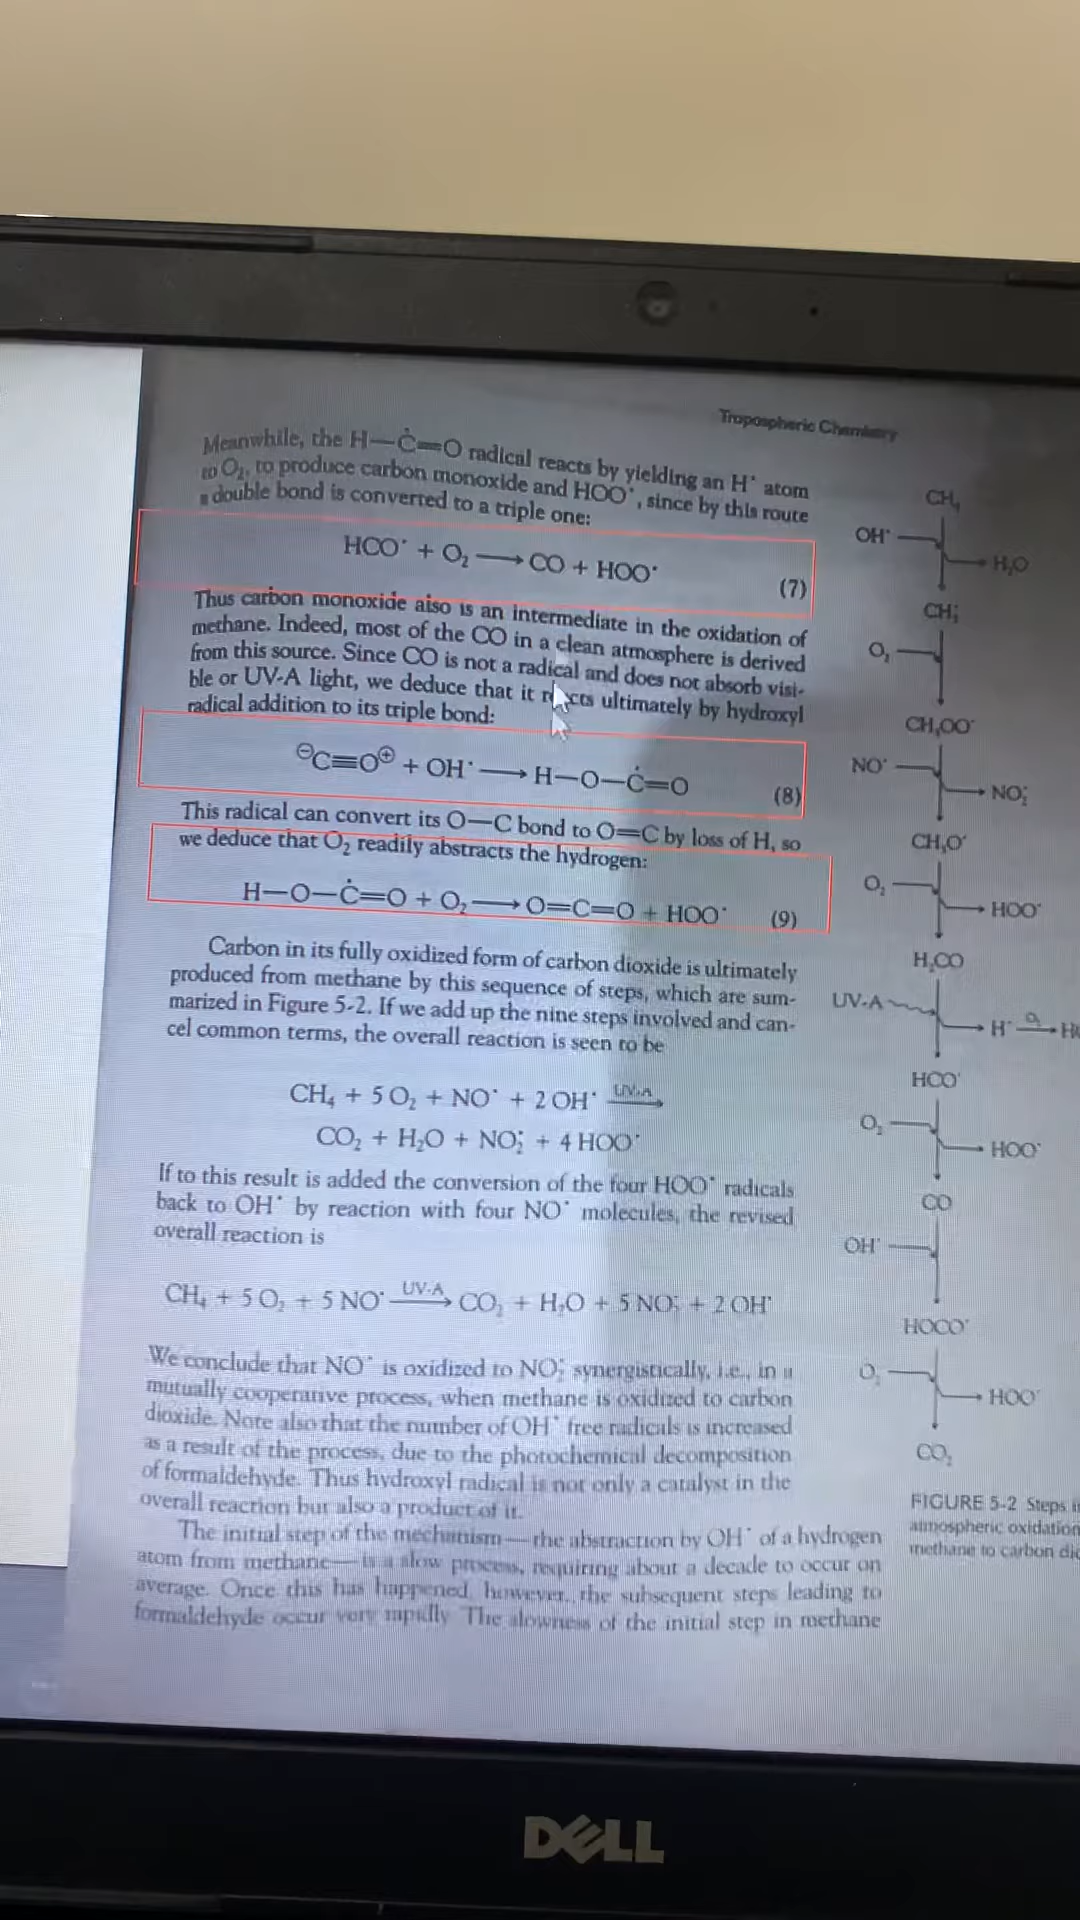 Tropospheric Chemistry
Meanwhile, the H—Ċ=O radical reacts by yielding an H˙ atom
to O₂, to produce carbon monoxide and HOO˙, since by this route
a double bond is converted to a triple one:
HCO˙ + O₂ ⟶ CO + HOO˙ (7)
Thus carbon monoxide also is an intermediate in the oxidation of
methane. Indeed, most of the CO in a clean atmosphere is derived
from this source. Since CO is not a radical and does not absorb visi-
ble or UV-A light, we deduce that it reacts ultimately by hydroxyl
radical addition to its triple bond:
⊖C≡O⊕ + OH˙ ⟶ H—O—Ċ=O (8)
This radical can convert its O—C bond to O=C by loss of H, so
we deduce that O₂ readily abstracts the hydrogen:
H—O—Ċ=O + O₂ ⟶ O=C=O + HOO˙ (9)
Carbon in its fully oxidized form of carbon dioxide is ultimately
produced from methane by this sequence of steps, which are sum-
marized in Figure 5-2. If we add up the nine steps involved and can-
cel common terms, the overall reaction is seen to be
CH₄ + 5 O₂ + NO˙ + 2 OH˙ UV-A ⟶
CO₂ + H₂O + NO₂˙ + 4 HOO˙
If to this result is added the conversion of the four HOO˙ radicals
back to OH˙ by reaction with four NO˙ molecules, the revised
overall reaction is
CH₄ + 5 O₂ + 5 NO˙ UV-A ⟶ CO₂ + H₂O + 5 NO₂˙ + 2 OH˙
We conclude that NO˙ is oxidized to NO₂˙ synergistically, i.e., in a
mutually cooperative process, when methane is oxidized to carbon
dioxide. Note also that the number of OH˙ free radicals is increased
as a result of the process, due to the photochemical decomposition
of formaldehyde. Thus hydroxyl radical is not only a catalyst in the
overall reaction but also a product of it.
The initial step of the mechanism—the abstraction by OH˙ of a hydrogen
atom from methane—is a slow process, requiring about a decade to occur on
average. Once this has happened, however, the subsequent steps leading to
formaldehyde occur very rapidly. The slowness of the initial step in methane
CH₄
OH˙
H₂O
CH₃˙
O₂
CH₃OO˙
NO˙
NO₂˙
CH₃O˙
O₂
HOO˙
H₂CO
UV-A
H˙ O₂ ⟶
HCO˙
O₂
HOO˙
CO
OH˙
HOCO˙
O₂
HOO˙
CO₂
FIGURE 5-2 Steps
atmospheric oxidation
methane to carbon
DELL